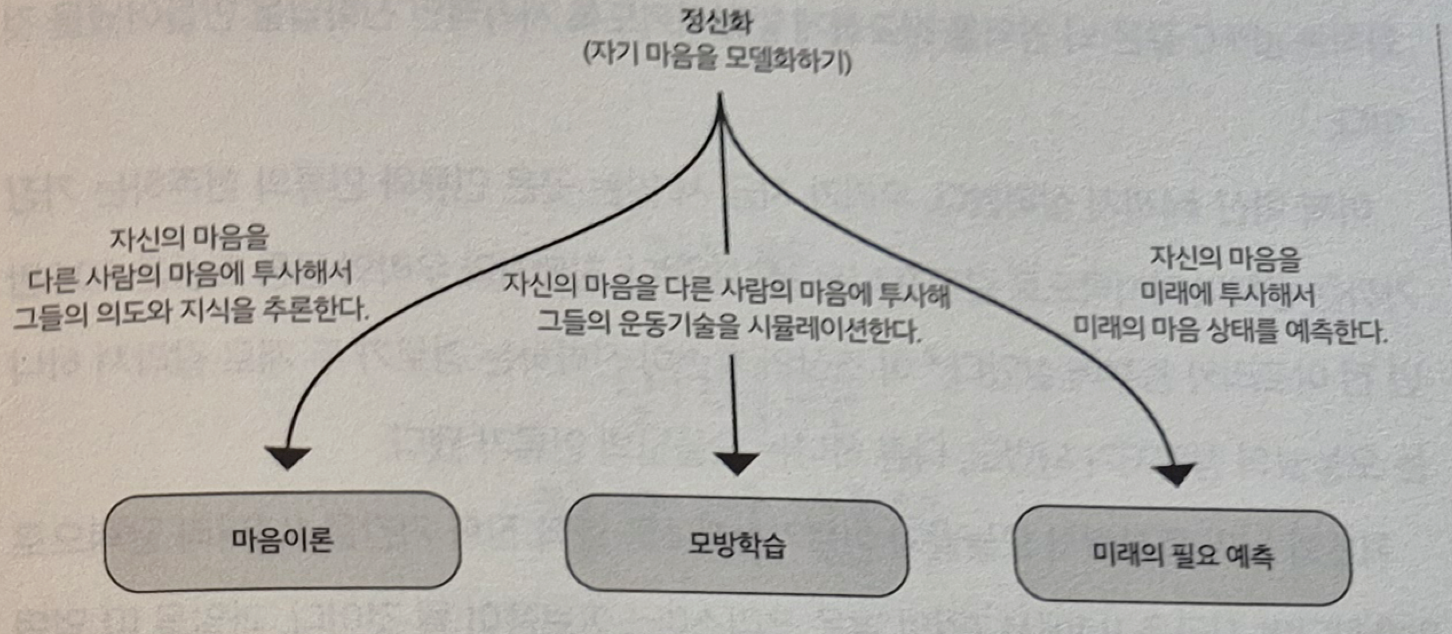 정신화
(자기 마음을 모델화하기)
자신의 마음을
다른 사람의 마음에 투사해서
그들의 의도와 지식을 추론한다.
자신의 마음을 다른 사람의 마음에 투사해
그들의 운동기술을 시뮬레이션한다.
자신의 마음을
미래에 투사해서
미래의 마음 상태를 예측한다.
마음이론
모방학습
미래의 필요 예측